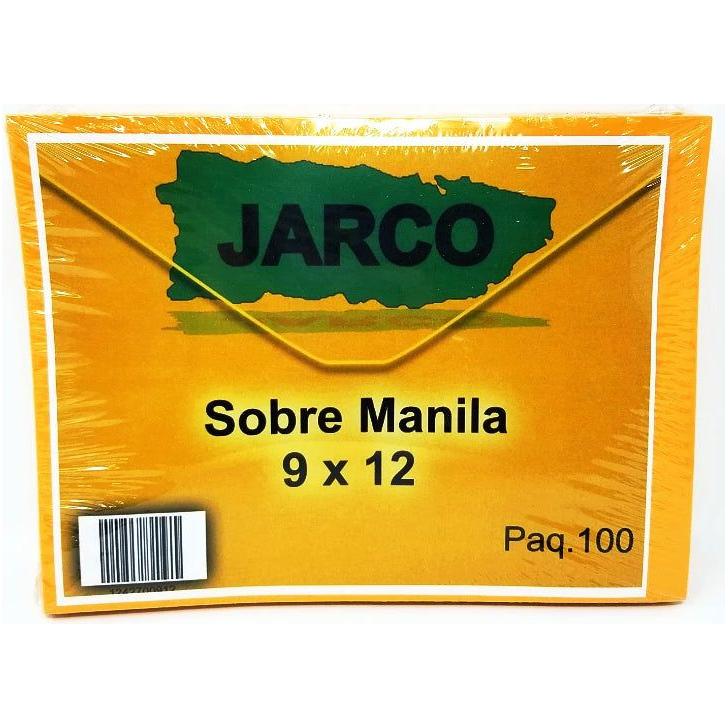 JARCO
Sobre Manila
9 x 12
Paq.100